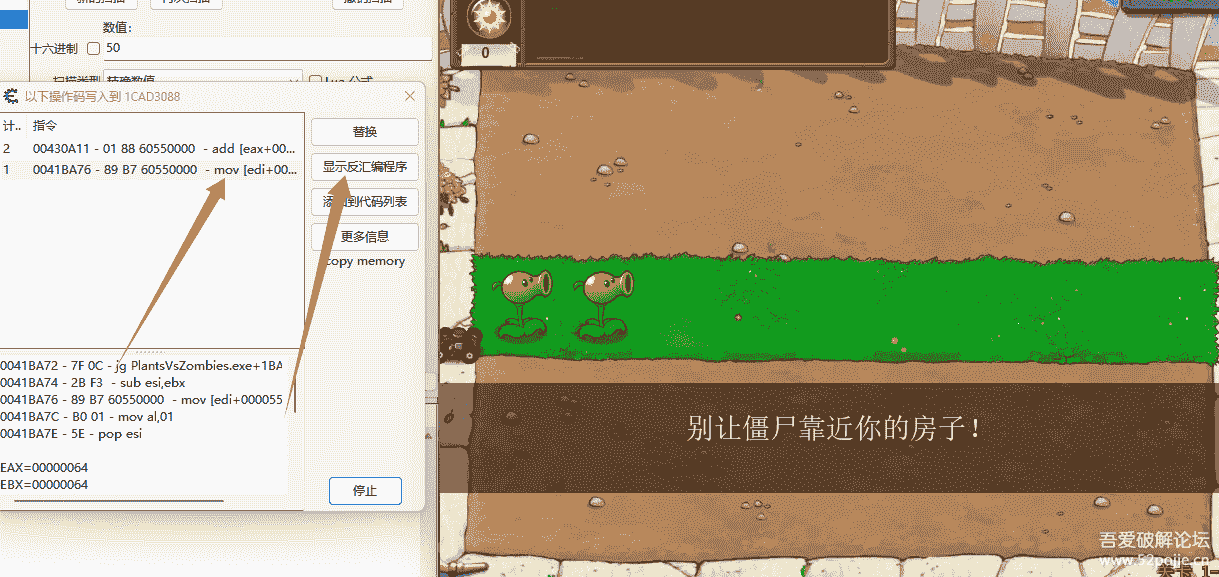 数值：
十六进制 50
扫描类型 精确数值 Lua 公式
以下操作码写入到 1CAD3088
计.. 指令
2 00430A11 - 01 88 60550000 - add [eax+00...
1 0041BA76 - 89 B7 60550000 - mov [edi+00...
替换
显示反汇编程序
添加到代码列表
更多信息
copy memory
0041BA72 - 7F 0C - jg PlantsVsZombies.exe+1BA
0041BA74 - 2B F3 - sub esi,ebx
0041BA76 - 89 B7 60550000 - mov [edi+000055
0041BA7C - B0 01 - mov al,01
0041BA7E - 5E - pop esi
EAX=00000064
EBX=00000064
停止
0
别让僵尸靠近你的房子！
吾爱破解论坛
www.52pojie.cn